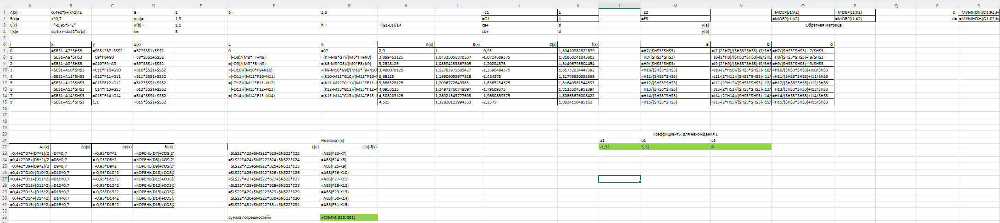 A B C D E F G H I J K L M N O P Q R S
1 A(x)= 0,4+2*x+(x^2)/2 a= 1 b= 1,5 =E1 1 =E2 =МОБР(J1:K2) =МОБР(J1:K2) c= =МУМНОЖ(O1:P2;M
2 B(x)= x^0,7 y(a)= 1,3 =G1 1 =E3 =МОБР(J1:K2) =МОБР(J1:K2) d= =МУМНОЖ(O1:P2;M
3 C(x)= ="-0,95*x^2" y(b)= 1,1 h= =(G1-E1)/E4 ca+ d y(a) Обратная матрица
4 f(x)= sqrt(x)+cos(2*x/pi) n= 8 cb+ d y(b)
5
6 i x y u(x) L K A(x) B(x) C(x) f(x) ai bi ci
7 0 =$E$1+A7*$H$3 =$S$1*B7+$S$2 =B7*$S$1+$S$2 0 =C7 2,9 1 -0,95 1,80410982822879 =H7/($H$3*$H$3) =J7-(2*H7)/($H$3*$H$3)-I7/$H =H7/($H$3*$H$3)+I7/$H$3
8 1 =$E$1+A8*$H$3 =C9*F8+G8 =B8*$S$1+$S$2 =(-O8)/(M8*F7+N8) =(K7-M8*G7)/(M8*F7+N8) 3,089453125 1,04335056870337 -1,0724609375 1,81060241045002 =H8/($H$3*$H$3) =J8-(2*H8)/($H$3*$H$3)-I8/$H =H8/($H$3*$H$3)+I8/$H$3
9 2 =$E$1+A9*$H$3 =C10*F9+G9 =B9*$S$1+$S$2 =(-O9)/(M9*F8+N9) =(K8-M9*G8)/(M9*F8+N9) 3,2828125 1,08594233867505 -1,20234375 1,81496793804454 =H9/($H$3*$H$3) =J9-(2*H9)/($H$3*$H$3)-I9/$H =H9/($H$3*$H$3)+I9/$H$3
10 3 =$E$1+A10*$H$3 =C11*F10+G10 =B10*$S$1+$S$2 =(-O10)/(M10*F9+N10) =(K9-M10*G9)/(M10*F9+N10) 3,480078125 1,12782971505427 -1,3396484375 1,81732024447392 =H10/($H$3*$H$3) =J10-(2*H10)/($H$3*$H$3)-I10/ =H10/($H$3*$H$3)+I10/$H$3
11 4 =$E$1+A11*$H$3 =C12*F11+G11 =B11*$S$1+$S$2 =(-O11)/(M11*F10+N11) =(K10-M11*G10)/(M11*F10+N 3,68125 1,16906055977828 -1,484375 1,81776550352569 =H11/($H$3*$H$3) =J11-(2*H11)/($H$3*$H$3)-I11/ =H11/($H$3*$H$3)+I11/$H$3
12 5 =$E$1+A12*$H$3 =C13*F12+G12 =B12*$S$1+$S$2 =(-O12)/(M12*F11+N12) =(K11-M12*G11)/(M12*F11+N 3,886328125 1,2096772649363 -1,6365234375 1,81640381544593 =H12/($H$3*$H$3) =J12-(2*H12)/($H$3*$H$3)-I12/ =H12/($H$3*$H$3)+I12/$H$3
13 6 =$E$1+A13*$H$3 =C14*F13+G13 =B13*$S$1+$S$2 =(-O13)/(M13*F12+N13) =(K12-M13*G12)/(M13*F12+N 4,0953125 1,24971760748897 -1,79609375 1,81333043952394 =H13/($H$3*$H$3) =J13-(2*H13)/($H$3*$H$3)-I13/ =H13/($H$3*$H$3)+I13/$H$3
14 7 =$E$1+A14*$H$3 =C15*F14+G14 =B14*$S$1+$S$2 =(-O14)/(M14*F13+N14) =(K13-M14*G13)/(M14*F13+N 4,308203125 1,28921543777693 -1,9630859375 1,80863676008422 =H14/($H$3*$H$3) =J14-(2*H14)/($H$3*$H$3)-I14/ =H14/($H$3*$H$3)+I14/$H$3
15 8 =$E$1+A15*$H$3 1,1 =B15*$S$1+$S$2 4,525 1,32820123994333 -2,1375 1,8024110485162 =H15/($H$3*$H$3) =J15-(2*H15)/($H$3*$H$3)-I15/ =H15/($H$3*$H$3)+I15/$H$3
16
17
18
19
20 Коэффициенты для нахождения L
21 Невязка r(x) a1 b1 c1
22 Au(x) Bu(x) Cu(x) fu(x) L(u) L(u)-f(x) -1,33 5,72 0
23 =0,4+2*D7+(D7^2)/2 =D7^0,7 =-0,95*D7^2 =КОРЕНЬ(D7)+COS(2* =$L$22*A23+$M$22*B23+$N$22*C23 =ABS(F23-K7)
24 =0,4+2*D8+(D8^2)/2 =D8^0,7 =-0,95*D8^2 =КОРЕНЬ(D8)+COS(2* =$L$22*A24+$M$22*B24+$N$22*C24 =ABS(F24-K8)
25 =0,4+2*D9+(D9^2)/2 =D9^0,7 =-0,95*D9^2 =КОРЕНЬ(D9)+COS(2* =$L$22*A25+$M$22*B25+$N$22*C25 =ABS(F25-K9)
26 =0,4+2*D10+(D10^2), =D10^0,7 =-0,95*D10^2 =КОРЕНЬ(D10)+COS(2 =$L$22*A26+$M$22*B26+$N$22*C26 =ABS(F26-K10)
27 =0,4+2*D11+(D11^2), =D11^0,7 =-0,95*D11^2 =КОРЕНЬ(D11)+COS(2 =$L$22*A27+$M$22*B27+$N$22*C27 =ABS(F27-K11)
28 =0,4+2*D12+(D12^2), =D12^0,7 =-0,95*D12^2 =КОРЕНЬ(D12)+COS(2 =$L$22*A28+$M$22*B28+$N$22*C28 =ABS(F28-K12)
29 =0,4+2*D13+(D13^2), =D13^0,7 =-0,95*D13^2 =КОРЕНЬ(D13)+COS(2 =$L$22*A29+$M$22*B29+$N$22*C29 =ABS(F29-K13)
30 =0,4+2*D14+(D14^2), =D14^0,7 =-0,95*D14^2 =КОРЕНЬ(D14)+COS(2 =$L$22*A30+$M$22*B30+$N$22*C30 =ABS(F30-K14)
31 =0,4+2*D15+(D15^2), =D15^0,7 =-0,95*D15^2 =КОРЕНЬ(D15)+COS(2 =$L$22*A31+$M$22*B31+$N$22*C31 =ABS(F31-K15)
32
33 сумма погрешностей= =СУММ(G23:G31)